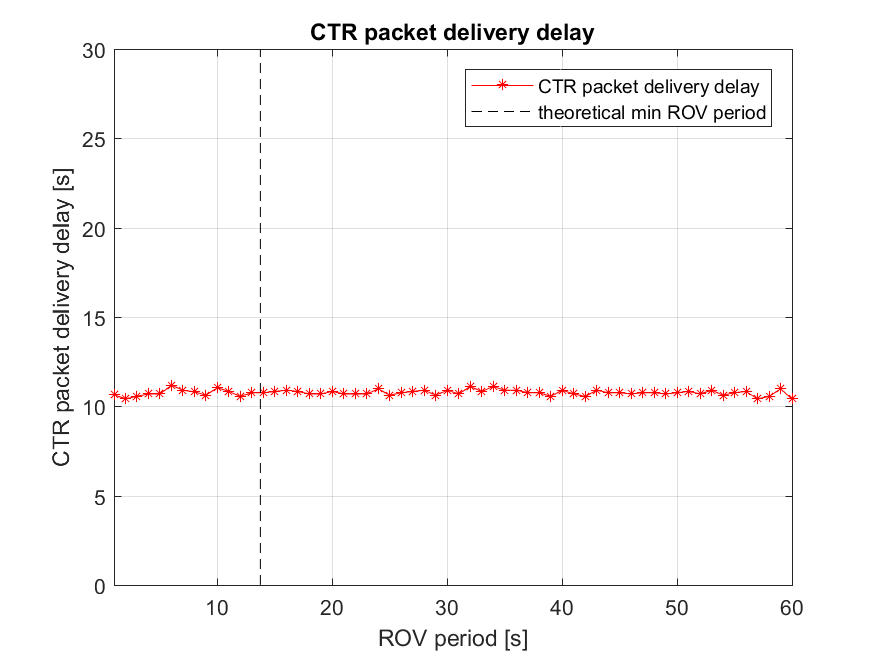 CTR packet delivery delay
30
25
20
15
10
5
0
CTR packet delivery delay [s]
CTR packet delivery delay
theoretical min ROV period
10 20 30 40 50 60
ROV period [s]